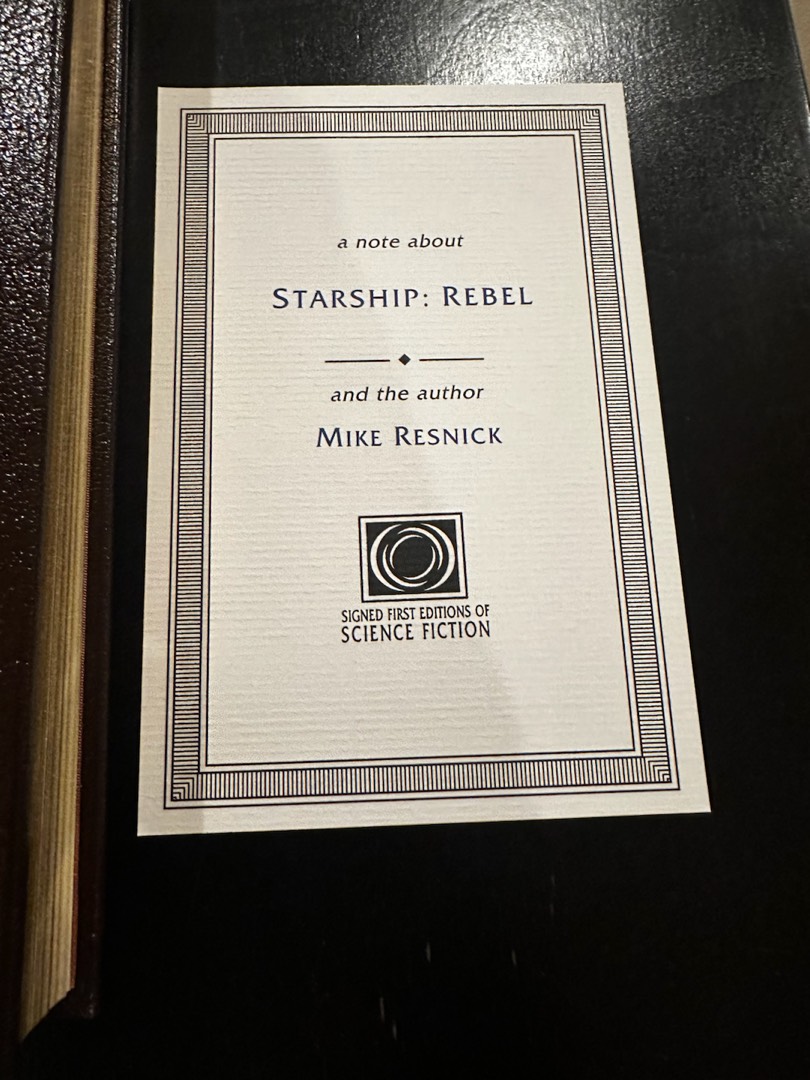 a note about
STARSHIP: REBEL
and the author
MIKE RESNICK
SIGNED FIRST EDITIONS OF
SCIENCE FICTION